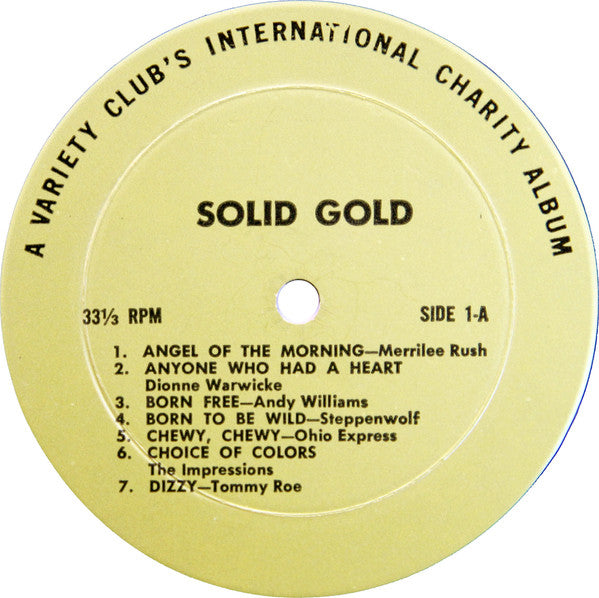 A VARIETY CLUB'S INTERNATIONAL CHARITY ALBUM
SOLID GOLD
33⅓ RPM
SIDE 1-A
1. ANGEL OF THE MORNING—Merrilee Rush
2. ANYONE WHO HAD A HEART
Dionne Warwicke
3. BORN FREE—Andy Williams
4. BORN TO BE WILD—Steppenwolf
5. CHEWY, CHEWY—Ohio Express
6. CHOICE OF COLORS
The Impressions
7. DIZZY—Tommy Roe